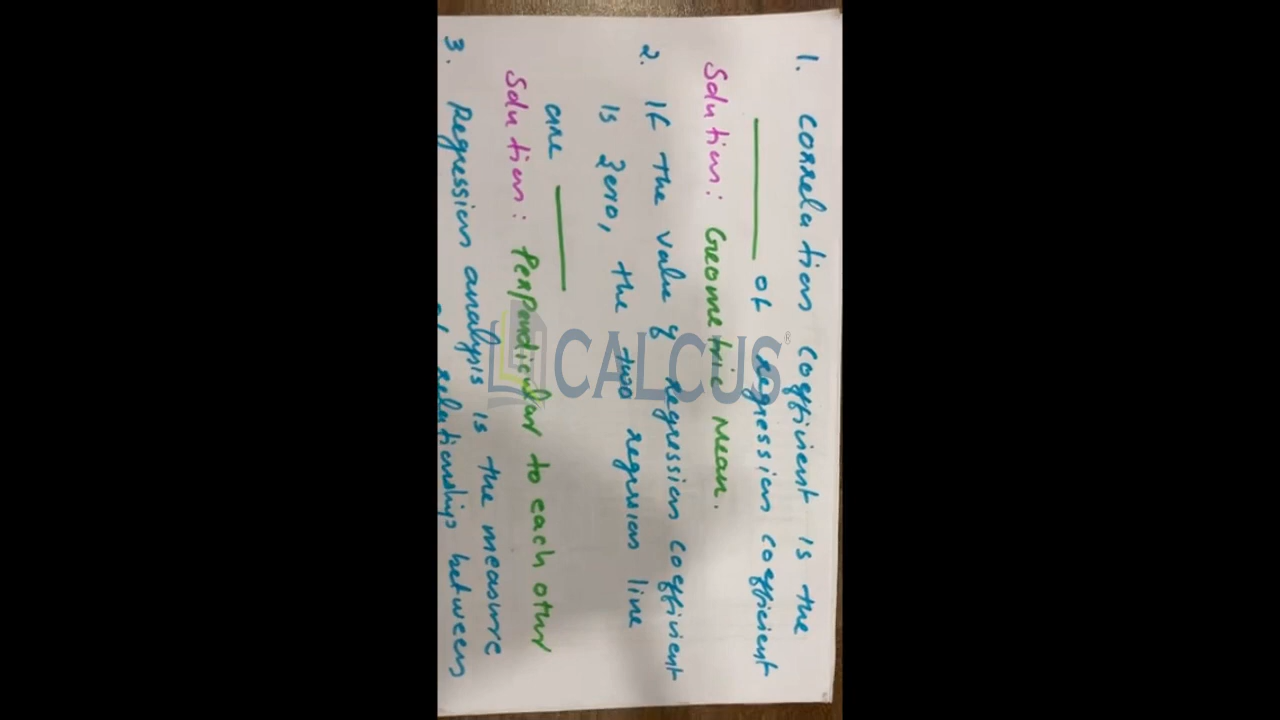 1. Correlation coefficient is the
_______ of regression coefficient
Solution: Geometric Mean.
2. If the value of regression coefficient
is zero, the two regression line
are _______
Solution: Perpendicular to each other
3. Regression analysis is the measure
relationship between
CALCUS®